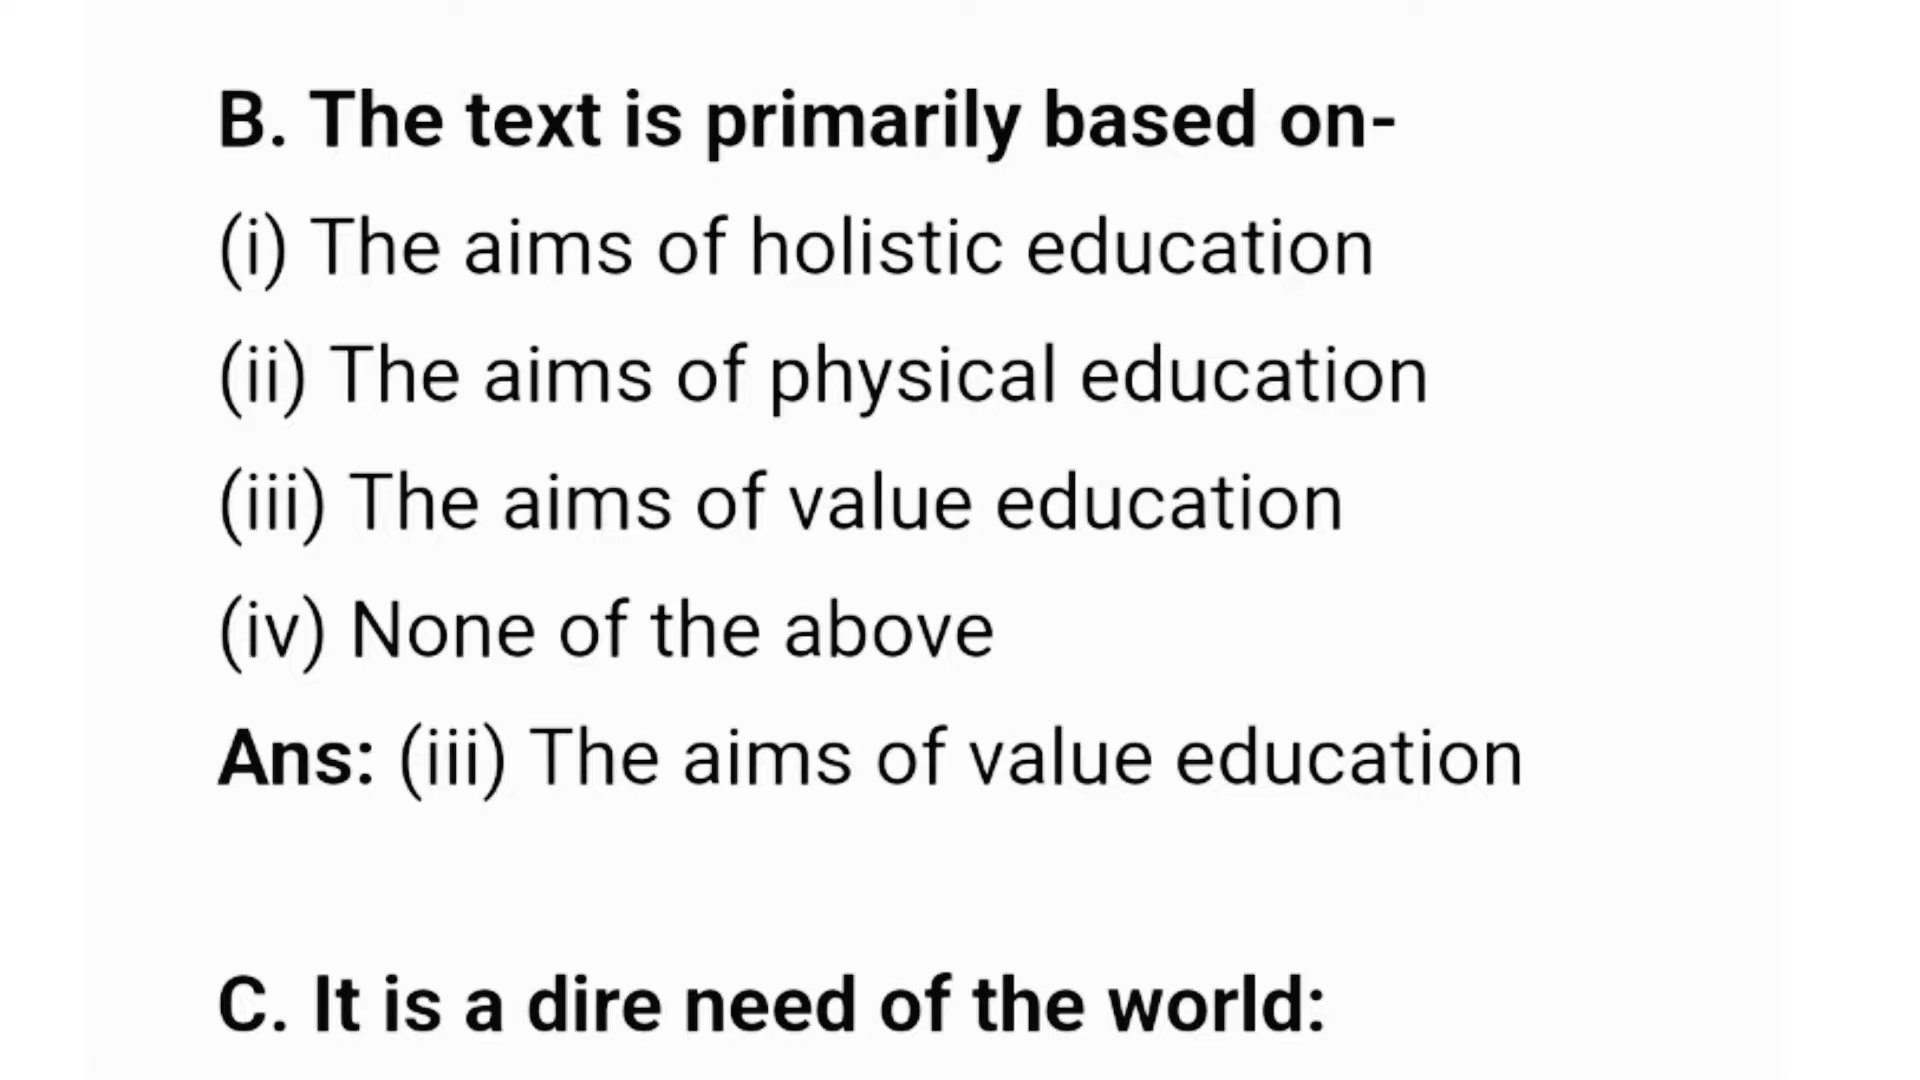 B. The text is primarily based on-
(i) The aims of holistic education
(ii) The aims of physical education
(iii) The aims of value education
(iv) None of the above
Ans: (iii) The aims of value education
C. It is a dire need of the world: